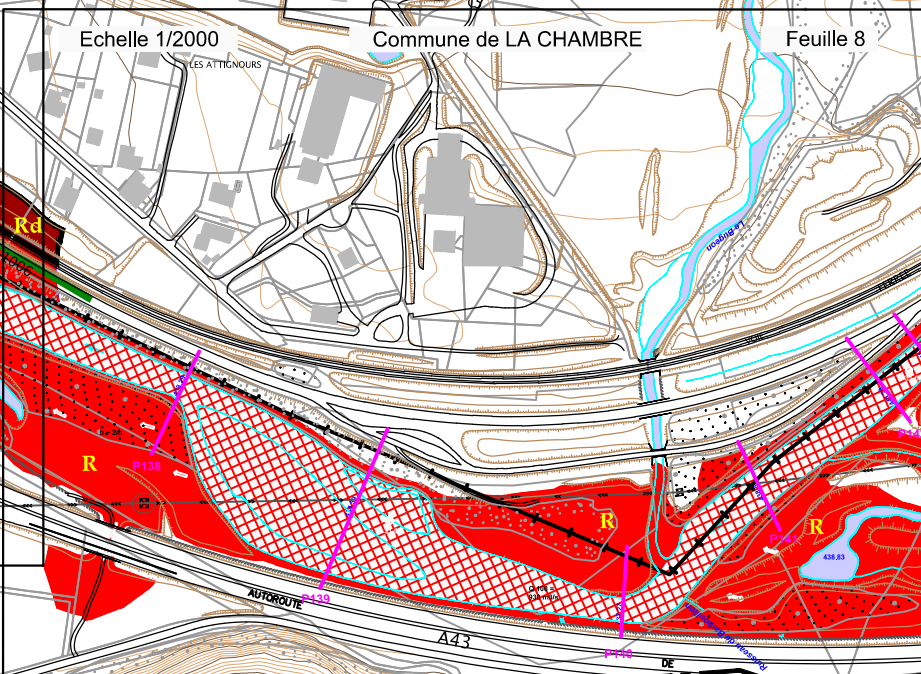 Echelle 1/2000
Commune de LA CHAMBRE
Feuille 8
LES ATTIGNOURS
Rd
Le Bugeon
R
P138
R
R
P141
438,83
P139
AUTOROUTE
A43
P140
DE